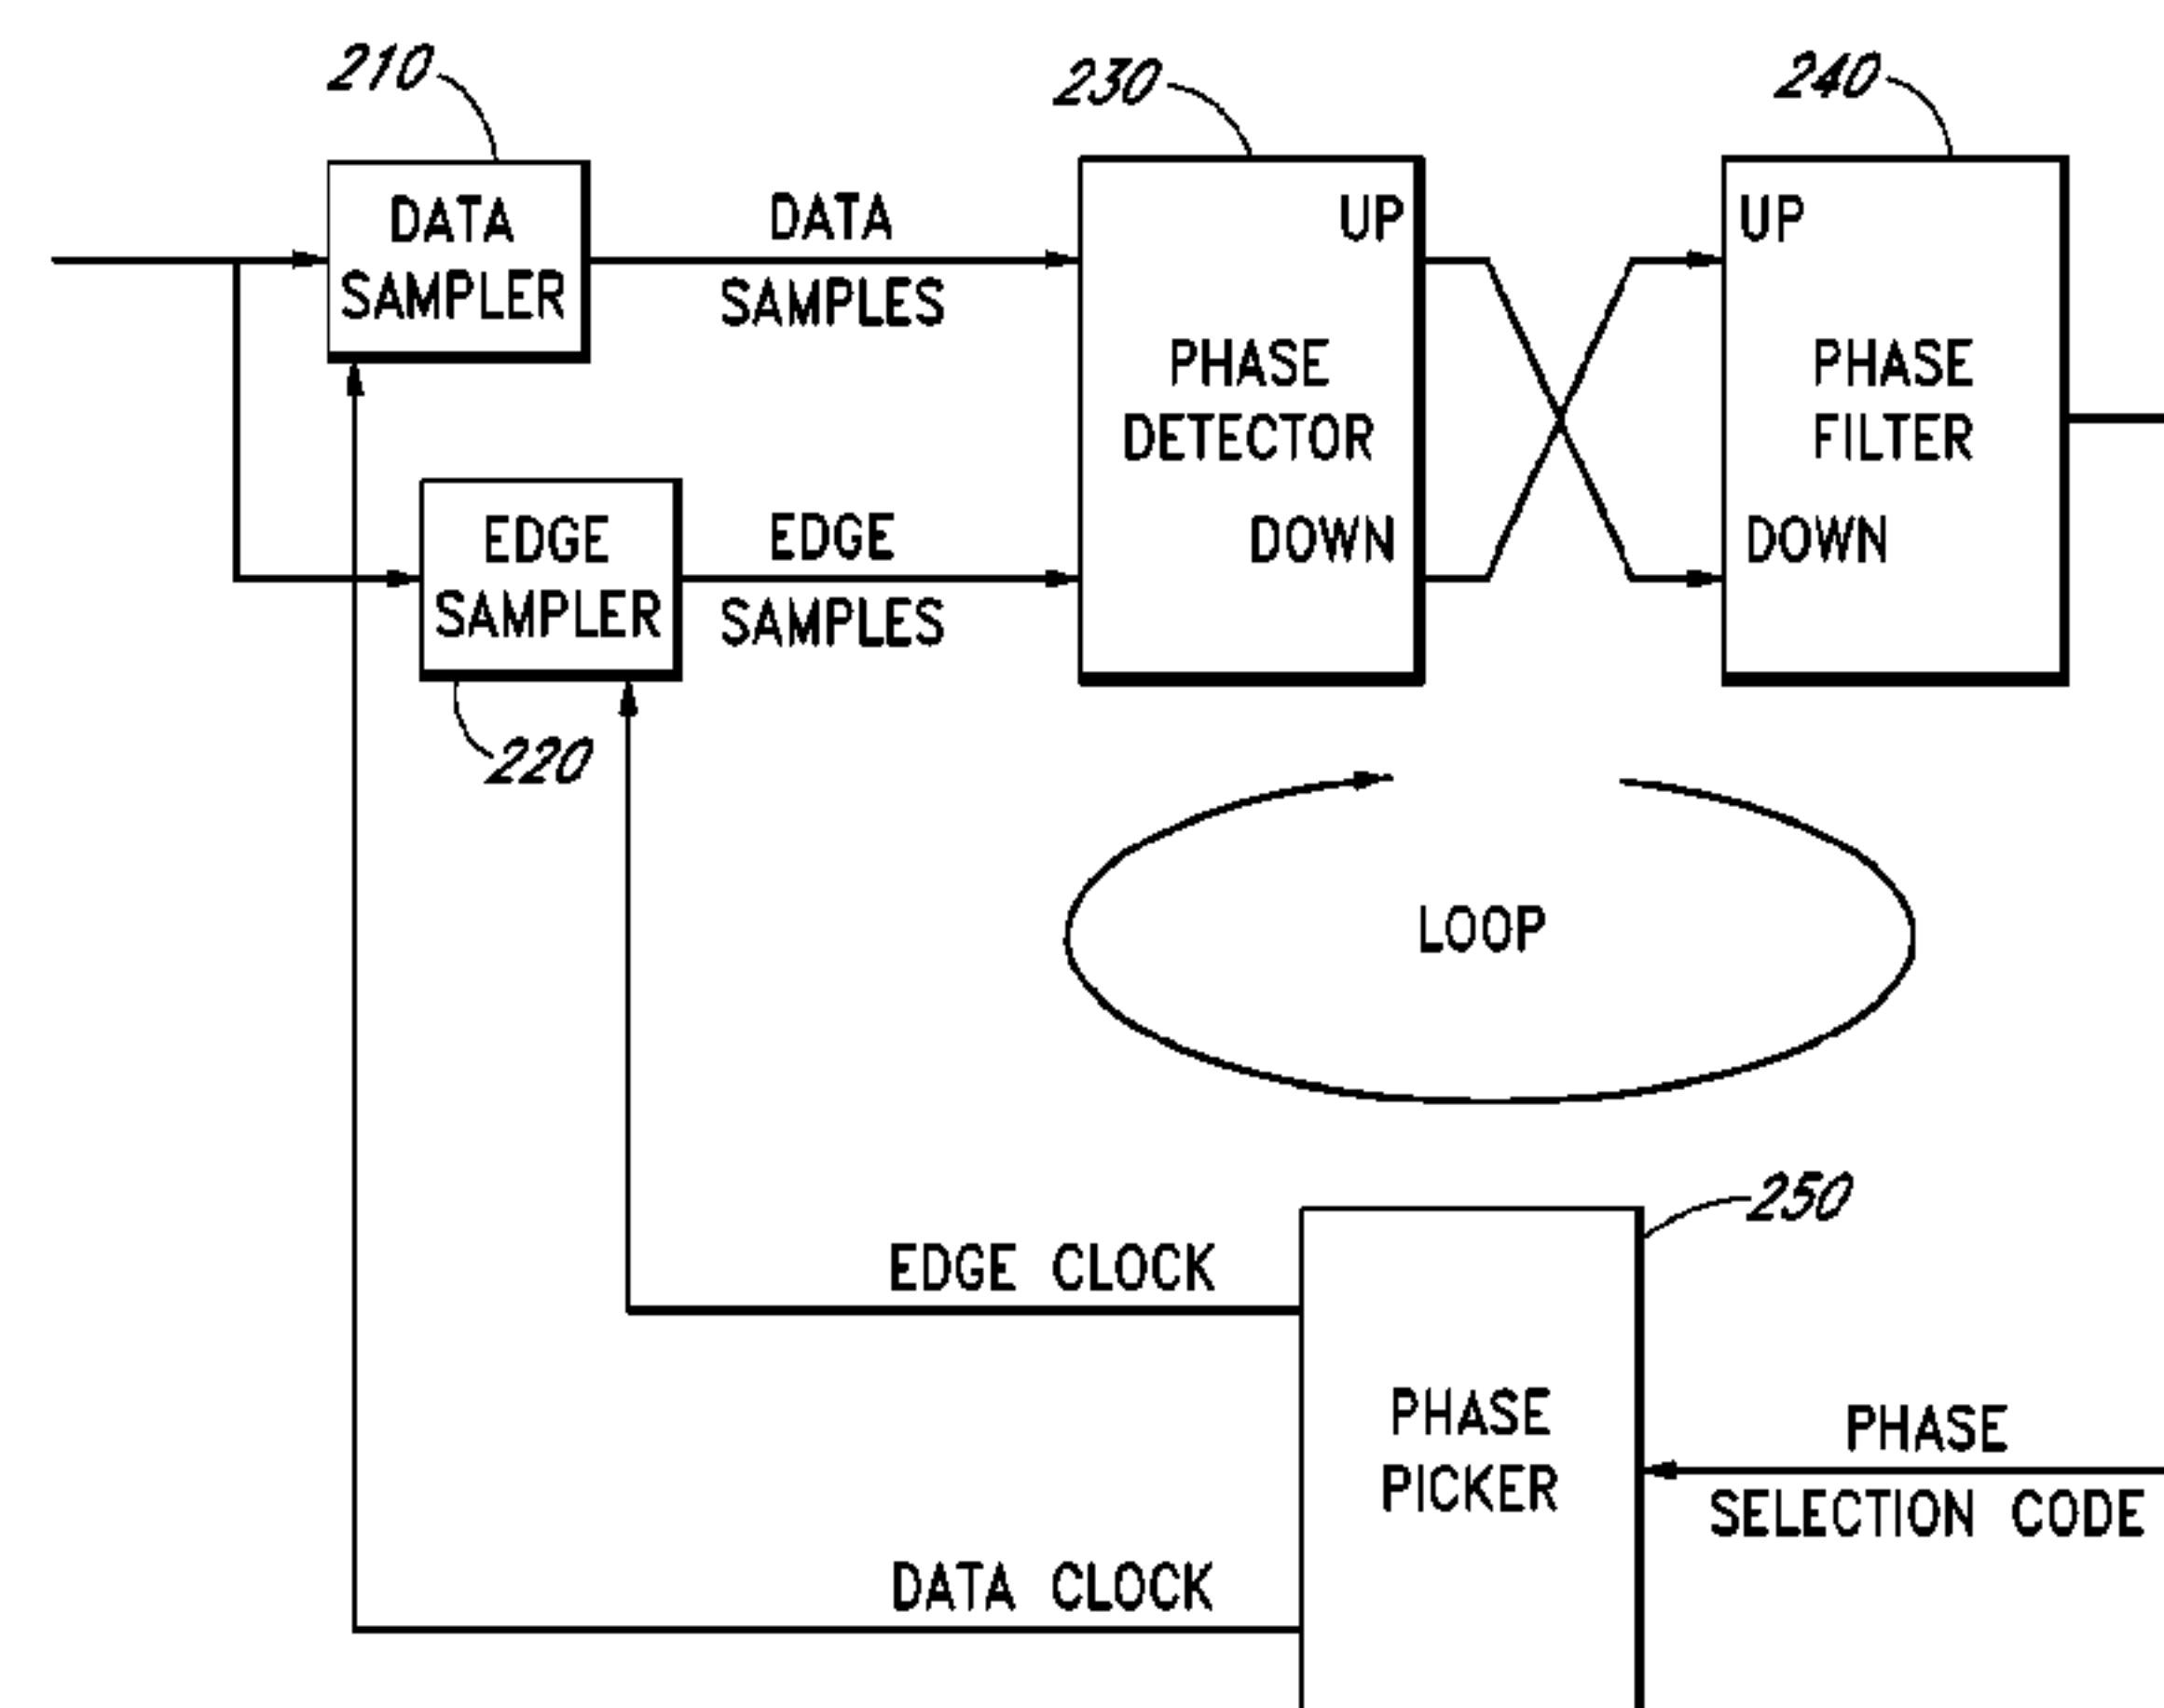 210
230
240
DATA
SAMPLER
DATA
SAMPLES
UP
PHASE
DETECTOR
DOWN
UP
PHASE
FILTER
DOWN
EDGE
SAMPLER
EDGE
SAMPLES
220
LOOP
250
EDGE CLOCK
PHASE
PICKER
PHASE
SELECTION CODE
DATA CLOCK